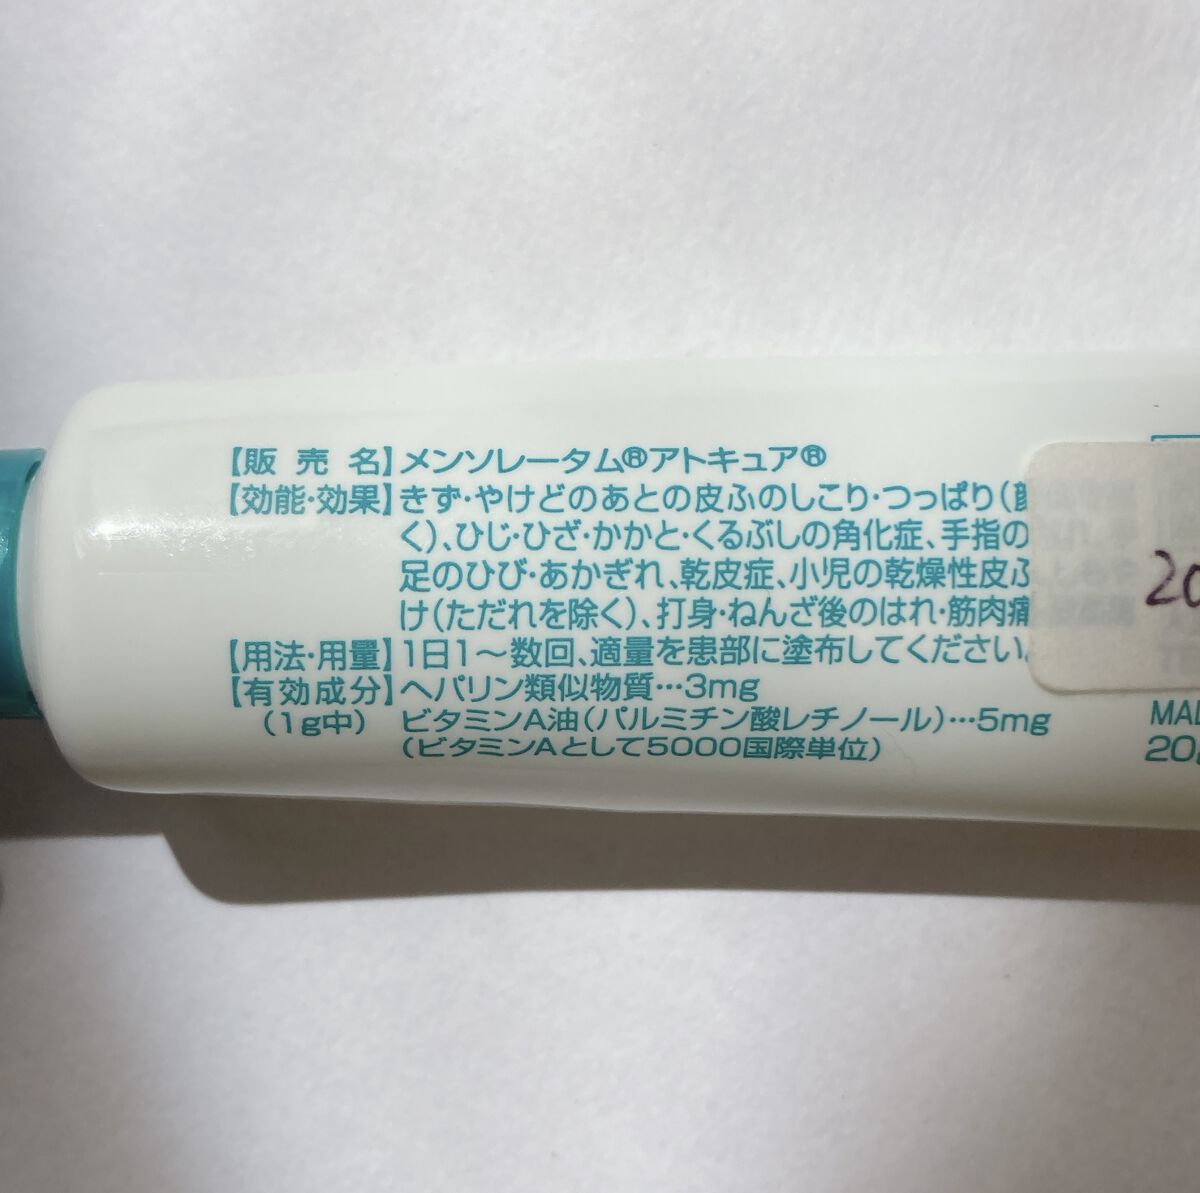 【販売名】メンソレータム®アトキュア®
【効能・効果】きず・やけどのあとの皮ふのしこり・つっぱり(顔
く)、ひじ・ひざ・かかと・くるぶしの角化症、手指の
足のひび・あかぎれ、乾皮症、小児の乾燥性皮ふ
け(ただれを除く)、打身・ねんざ後のはれ・筋肉痛
【用法・用量】1日1〜数回、適量を患部に塗布してください。
【有効成分】ヘパリン類似物質…3mg
(1g中) ビタミンA油(パルミチン酸レチノール)…5mg
(ビタミンAとして5000国際単位)
20
MAD
20g